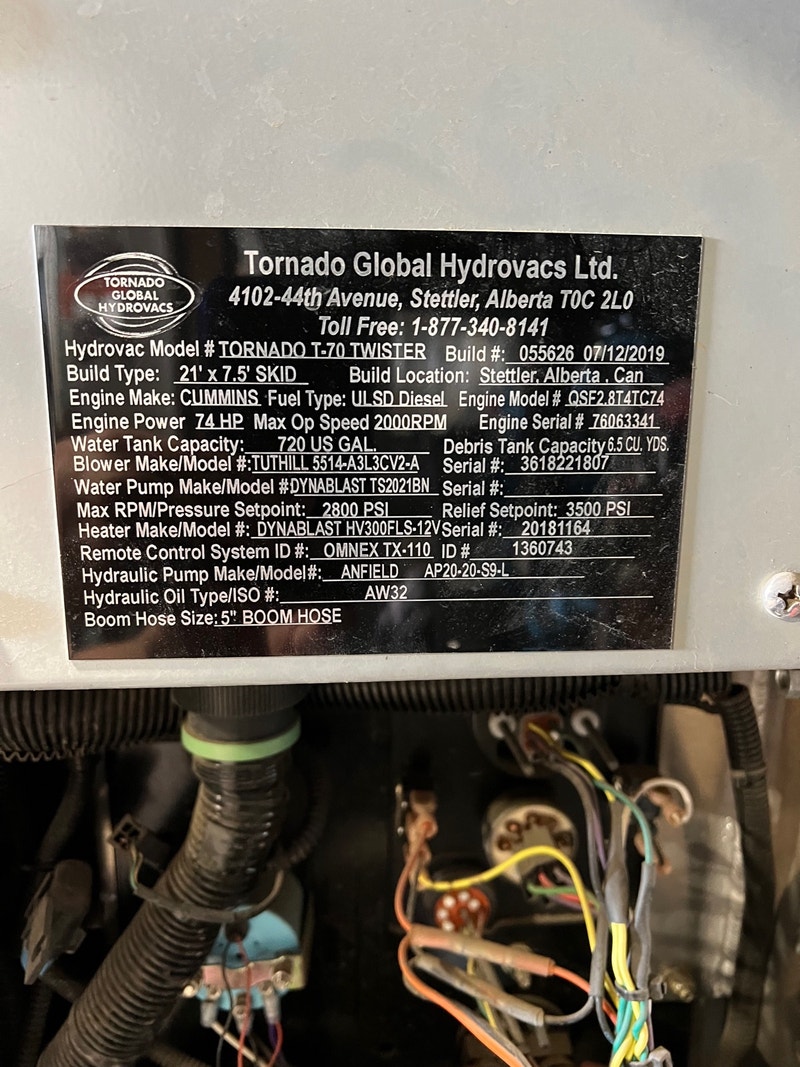 TORNADO
GLOBAL
HYDROVACS
Tornado Global Hydrovacs Ltd.
4102-44th Avenue, Stettler, Alberta T0C 2L0
Toll Free: 1-877-340-8141
Hydrovac Model # TORNADO T-70 TWISTER Build #: 055626 07/12/2019
Build Type: 21' x 7.5' SKID Build Location: Stettler, Alberta , Can
Engine Make: CUMMINS Fuel Type: ULSD Diesel Engine Model # QSF2.8T4TC74
Engine Power 74 HP Max Op Speed 2000RPM Engine Serial # 76063341
Water Tank Capacity: 720 US GAL. Debris Tank Capacity 6.5 CU. YDS.
Blower Make/Model #: TUTHILL 5514-A3L3CV2-A Serial #: 3618221807
Water Pump Make/Model #: DYNABLAST TS2021BN Serial #:
Max RPM/Pressure Setpoint: 2800 PSI Relief Setpoint: 3500 PSI
Heater Make/Model #: DYNABLAST HV300FLS-12V Serial #: 20181164
Remote Control System ID #: OMNEX TX-110 ID # 1360743
Hydraulic Pump Make/Model#: ANFIELD AP20-20-S9-L
Hydraulic Oil Type/ISO #: AW32
Boom Hose Size: 5" BOOM HOSE